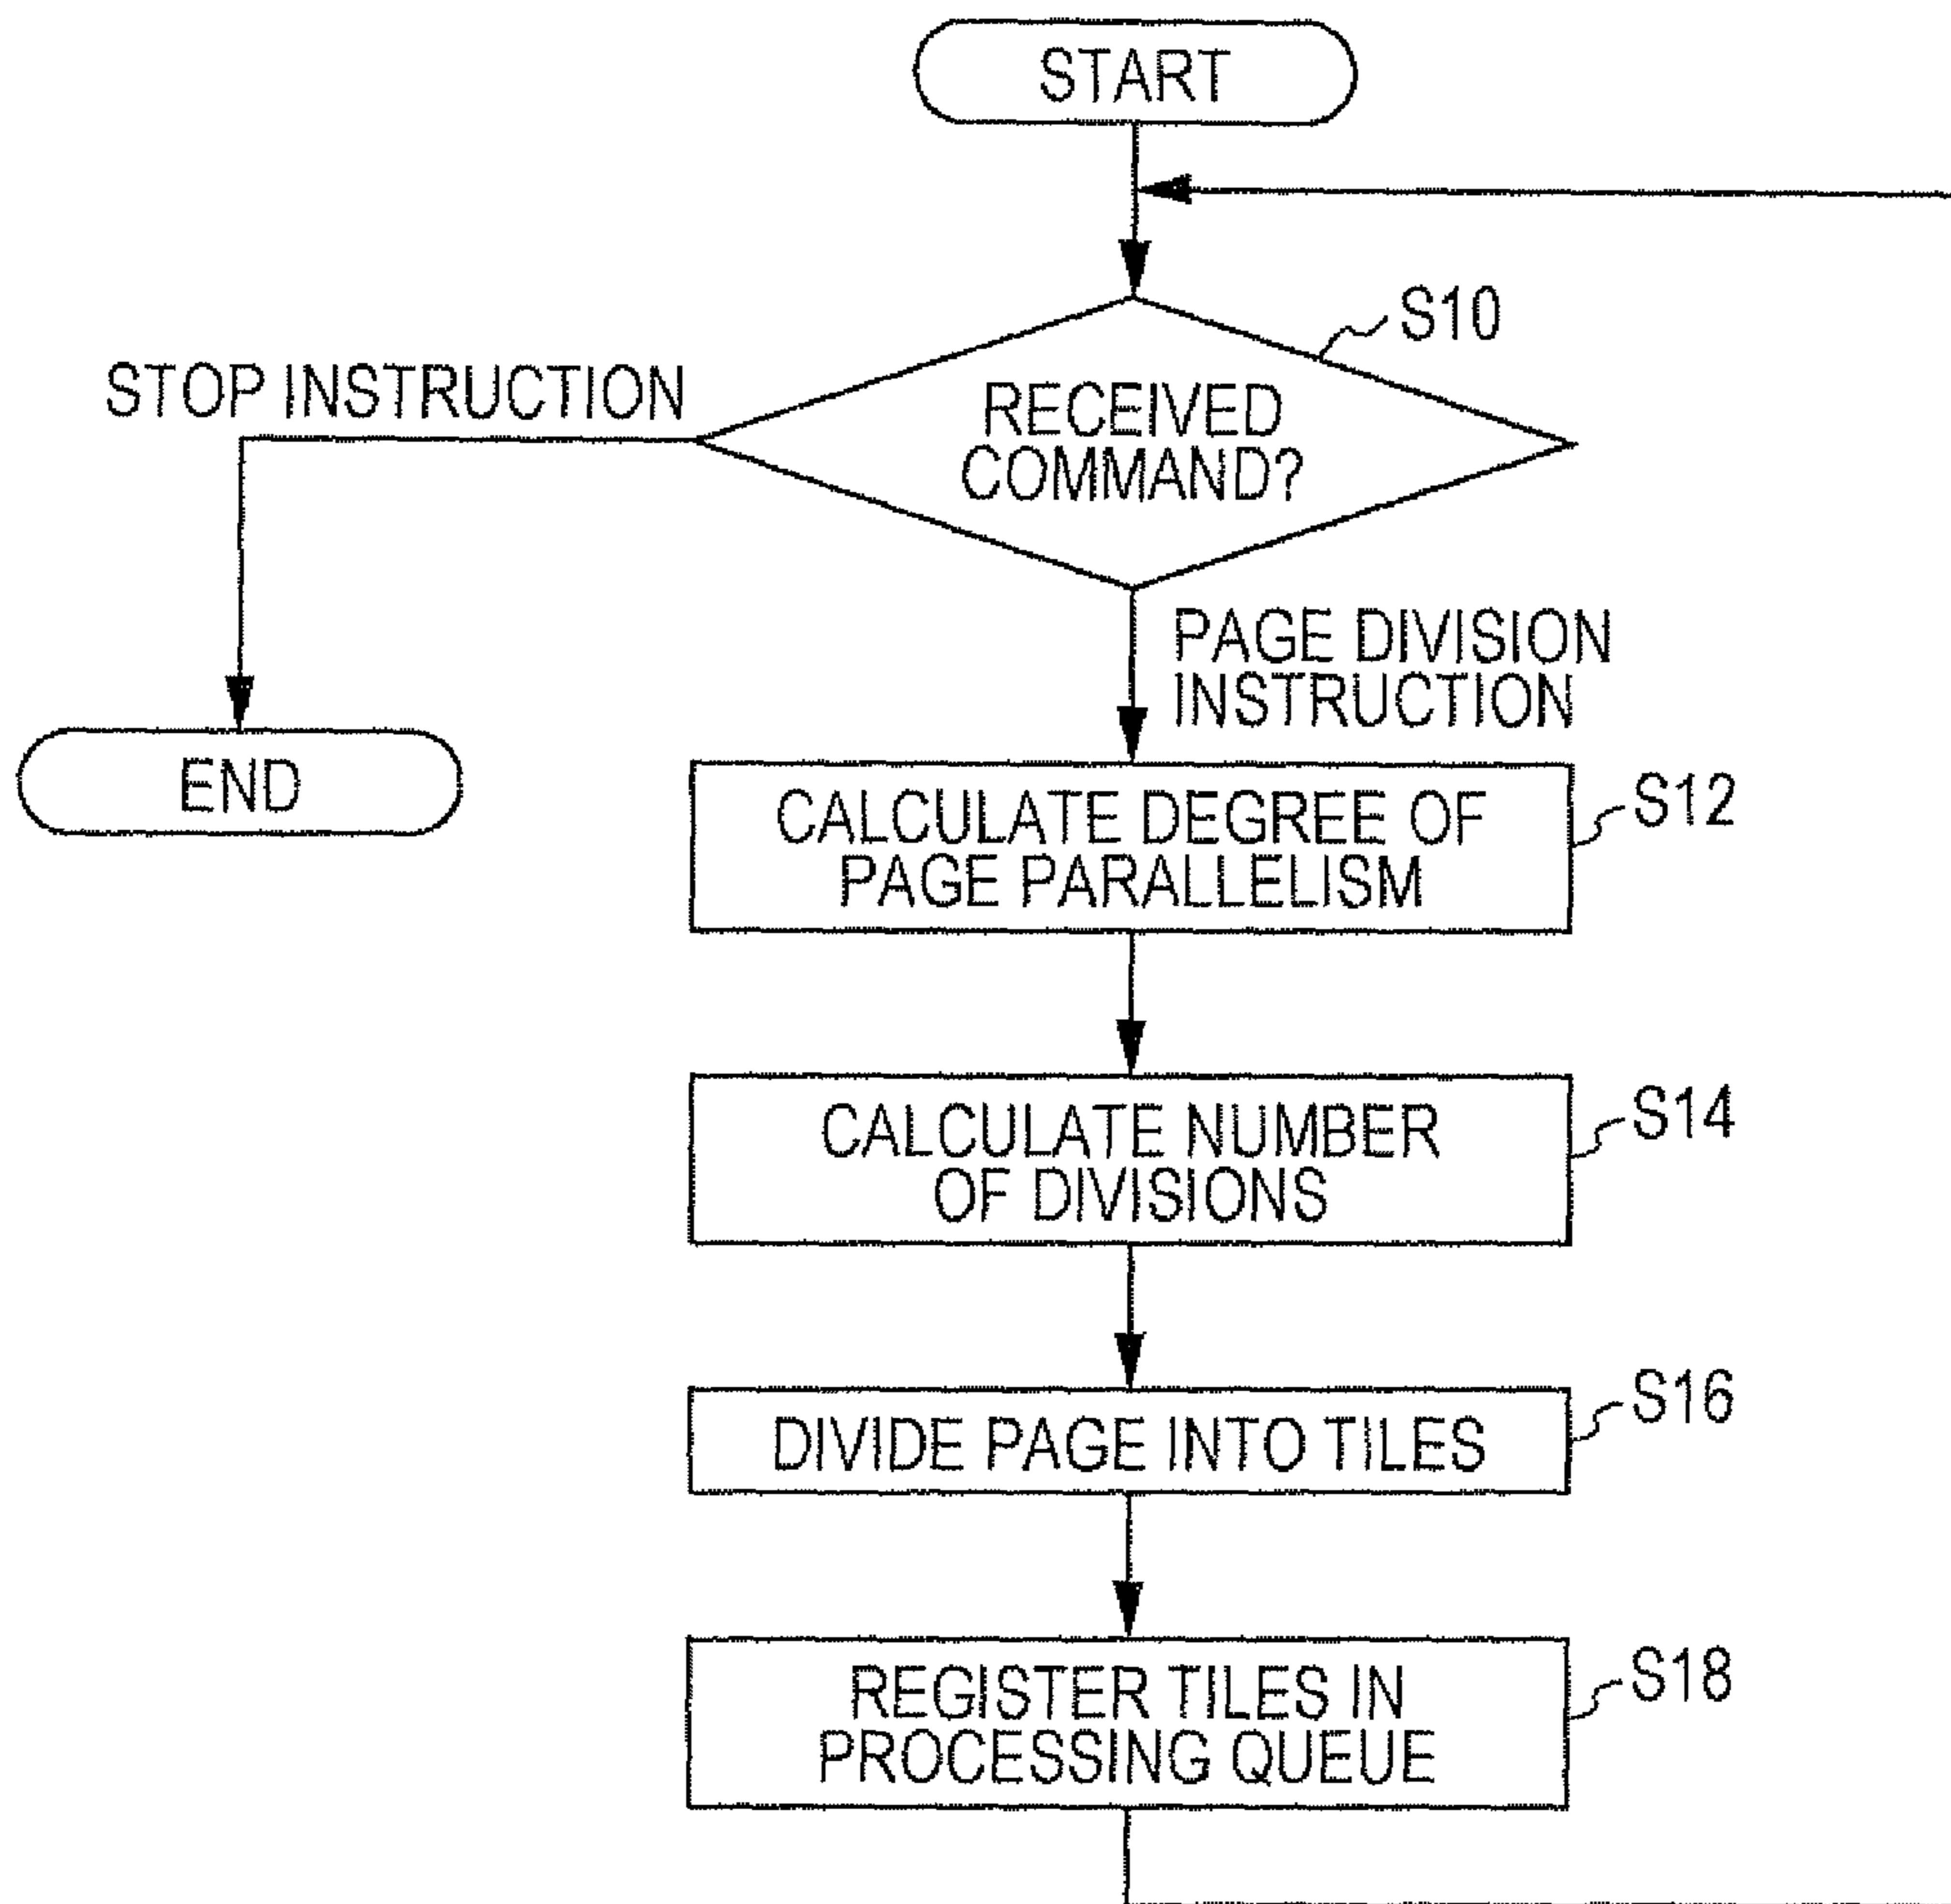 START
S10
RECEIVED
COMMAND?
STOP INSTRUCTION
PAGE DIVISION
INSTRUCTION
END
CALCULATE DEGREE OF
PAGE PARALLELISM
S12
CALCULATE NUMBER
OF DIVISIONS
S14
DIVIDE PAGE INTO TILES
S16
REGISTER TILES IN
PROCESSING QUEUE
S18